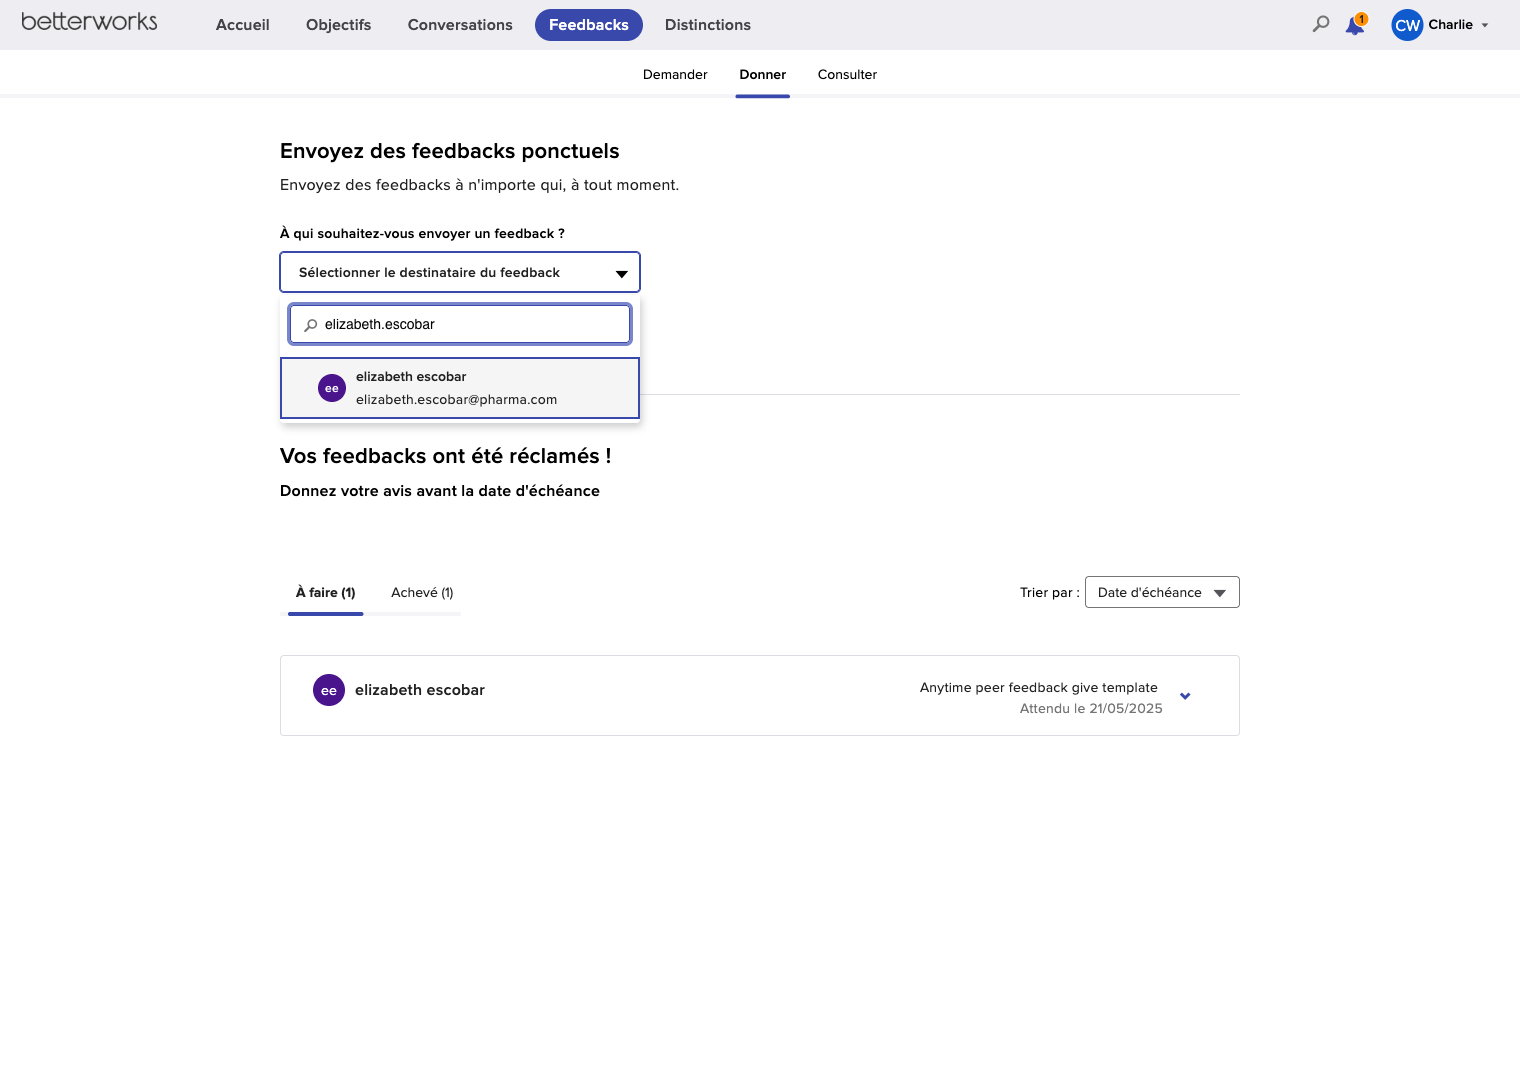 betterworks
Accueil
Objectifs
Conversations
Feedbacks
Distinctions
1
CW
Charlie
Demander
Donner
Consulter
Envoyez des feedbacks ponctuels
Envoyez des feedbacks à n'importe qui, à tout moment.
À qui souhaitez-vous envoyer un feedback ?
Sélectionner le destinataire du feedback
elizabeth.escobar
ee
elizabeth escobar
elizabeth.escobar@pharma.com
Vos feedbacks ont été réclamés !
Donnez votre avis avant la date d'échéance
À faire (1)
Achevé (1)
Trier par :
Date d'échéance
ee
elizabeth escobar
Anytime peer feedback give template
Attendu le 21/05/2025